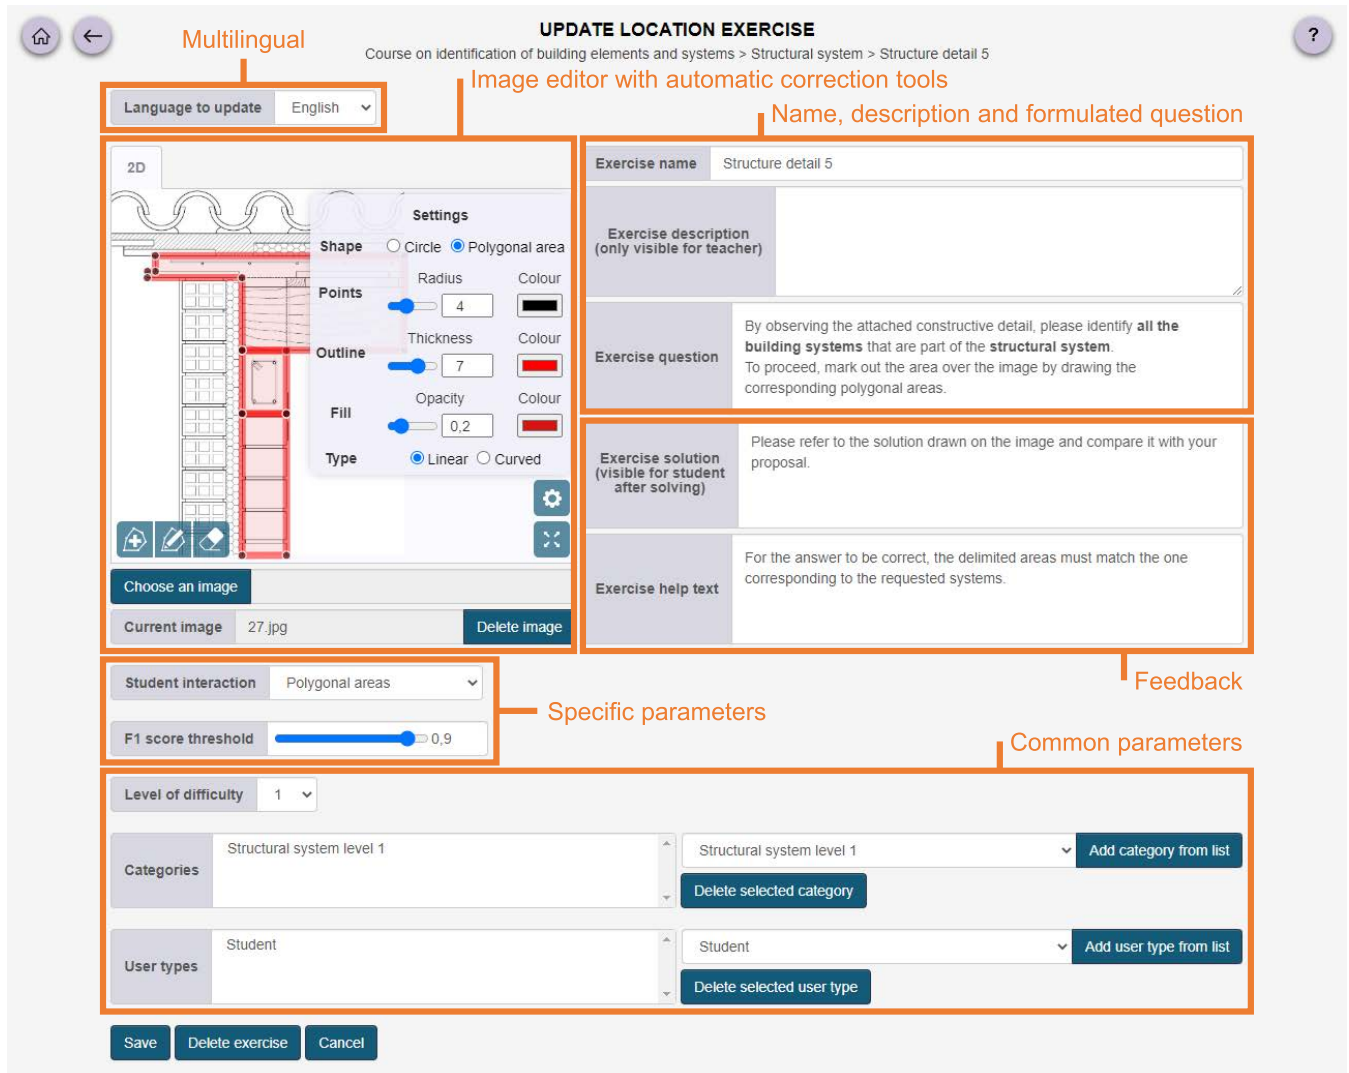 UPDATE LOCATION EXERCISE
?
Multilingual
Course on identification of building elements and systems > Structural system > Structure detail 5
Image editor with automatic correction tools
Language to update English
Name, description and formulated question
2D
Exercise name Structure detail 5
Settings
Shape Circle Polygonal area
Radius Colour
Points 4
Thickness Colour
Outline 7
Opacity Colour
Fill 0,2
Type Linear Curved
Exercise description
(only visible for teacher)
Exercise question
By observing the attached constructive detail, please identify all the
building systems that are part of the structural system.
To proceed, mark out the area over the image by drawing the
corresponding polygonal areas.
Exercise solution
(visible for student
after solving)
Please refer to the solution drawn on the image and compare it with your
proposal.
Exercise help text
For the answer to be correct, the delimited areas must match the one
corresponding to the requested systems.
Choose an image
Current image 27.jpg Delete image
Feedback
Student interaction Polygonal areas
Specific parameters
F1 score threshold 0,9
Common parameters
Level of difficulty 1
Categories Structural system level 1 Structural system level 1 Add category from list
Delete selected category
User types Student Student Add user type from list
Delete selected user type
Save Delete exercise Cancel